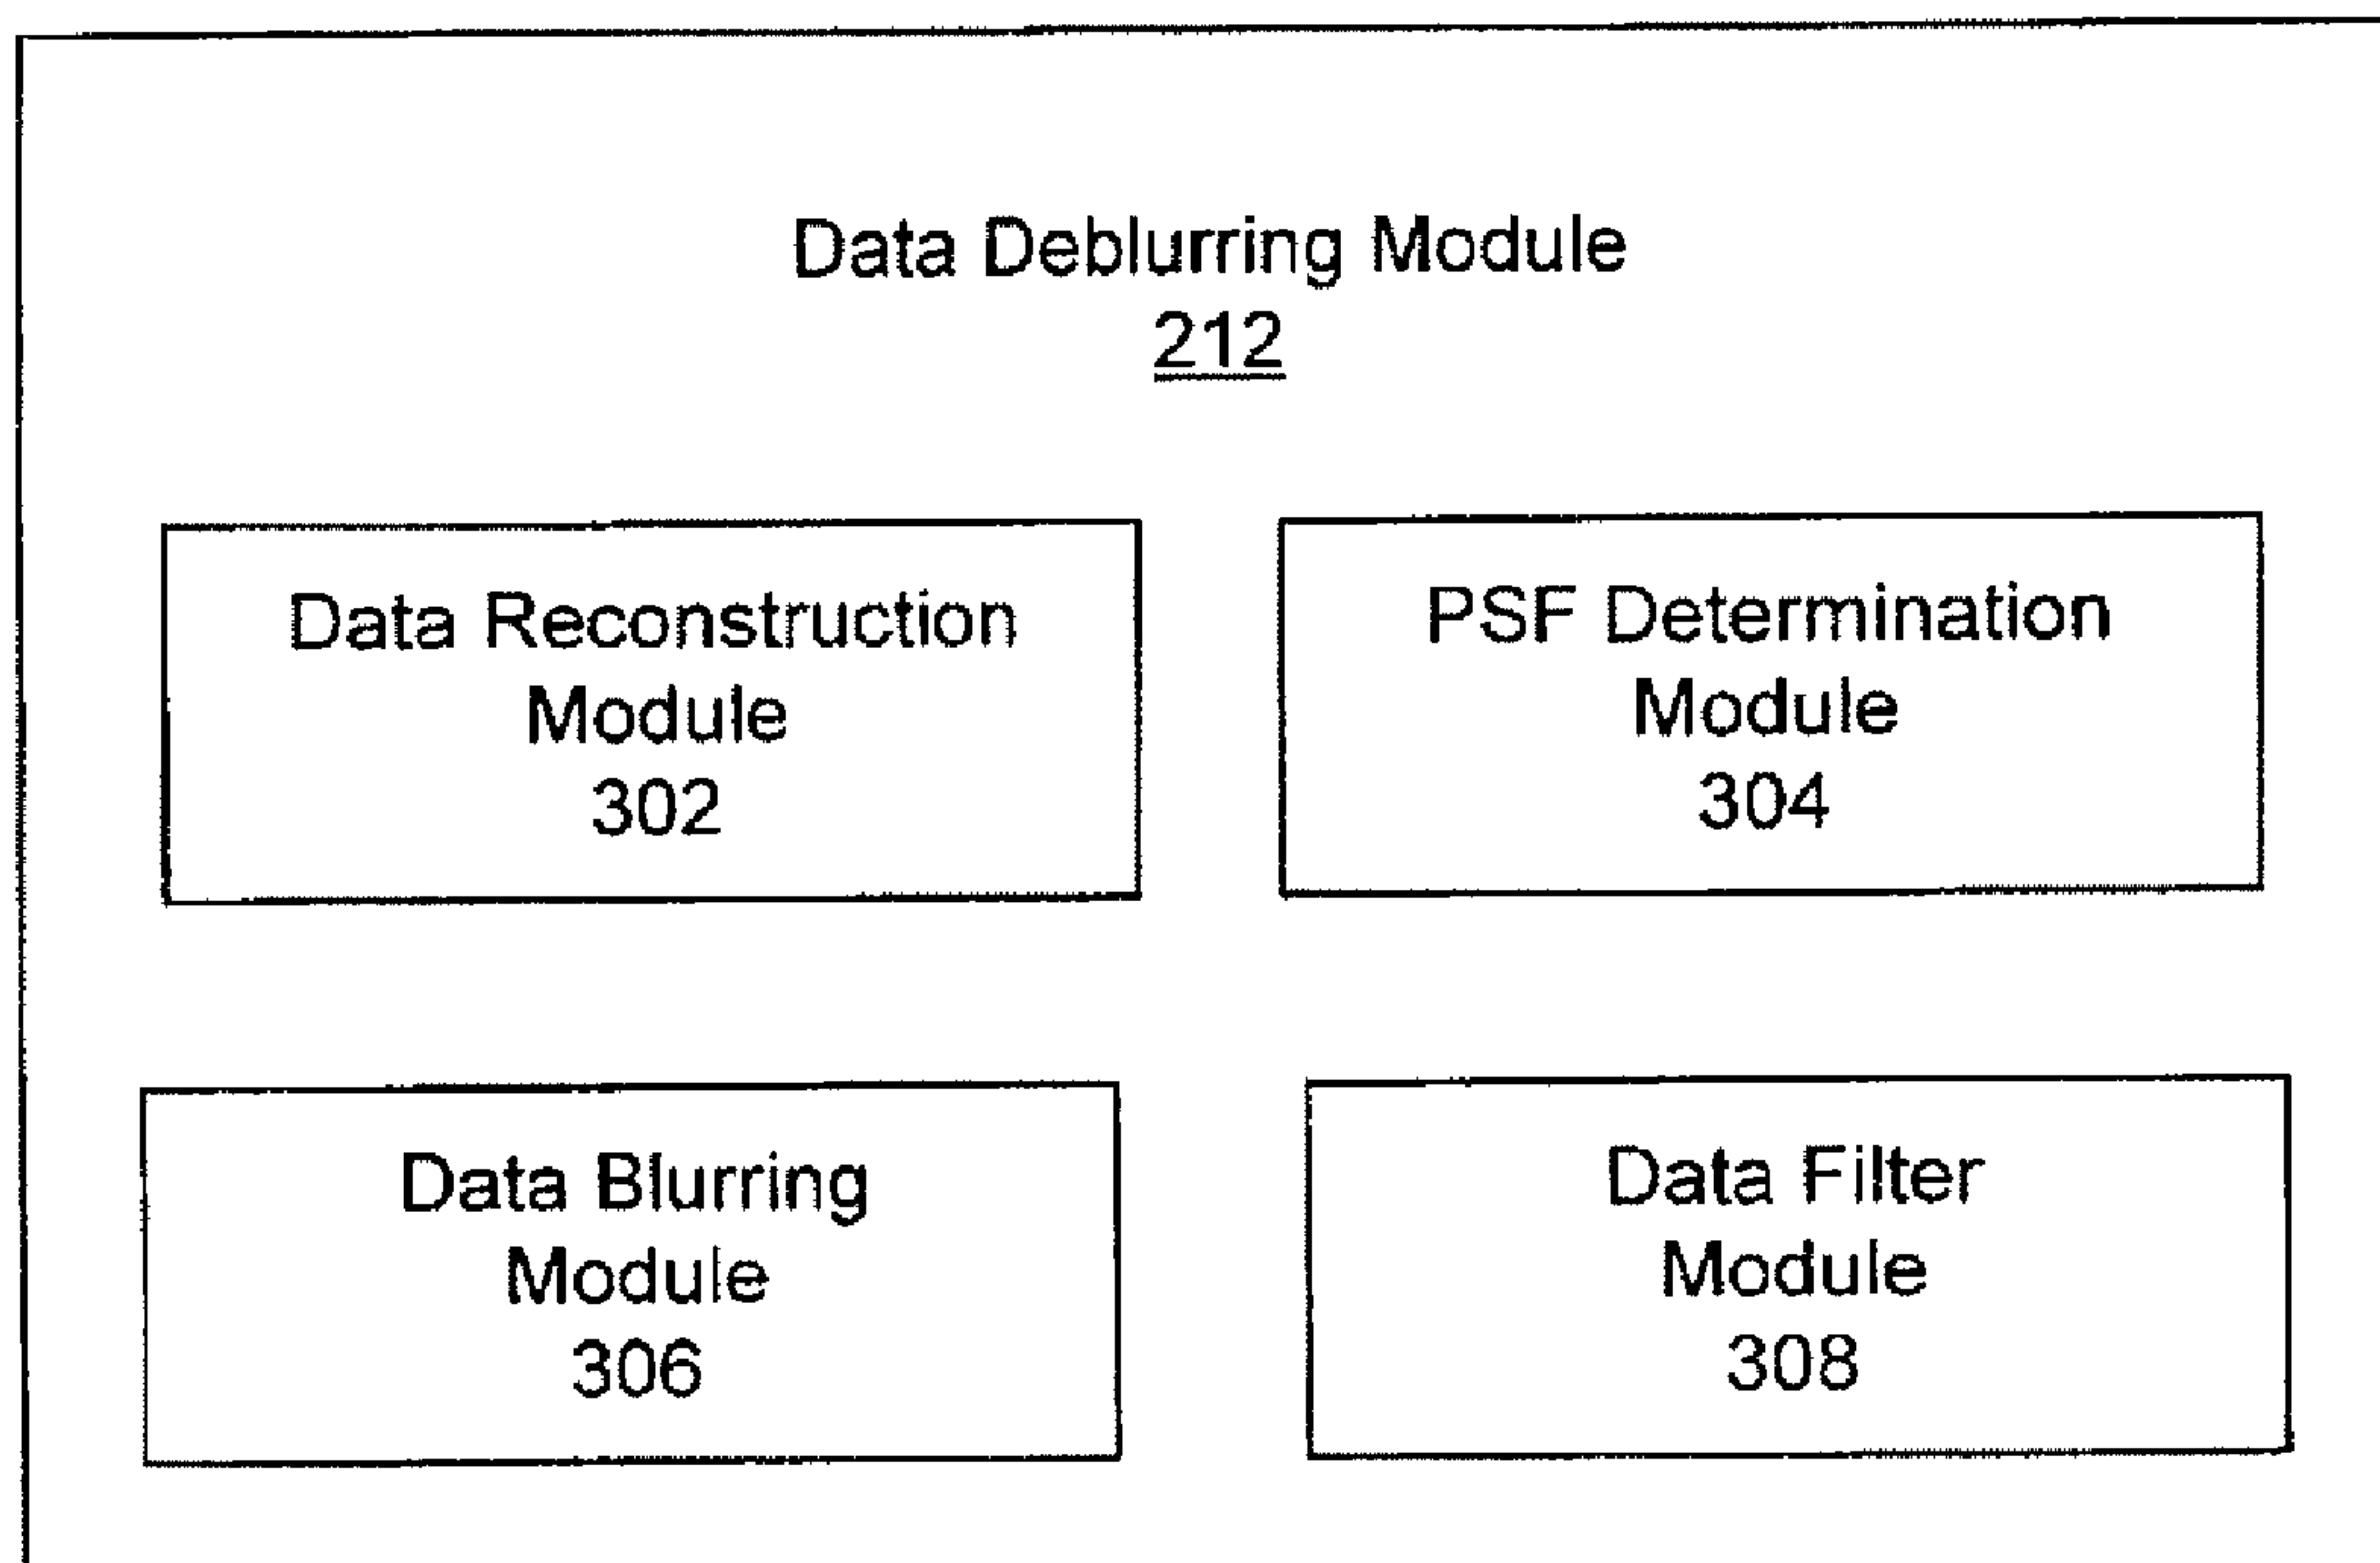 Data Deblurring Module
212
Data Reconstruction
Module
302
PSF Determination
Module
304
Data Blurring
Module
306
Data Filter
Module
308